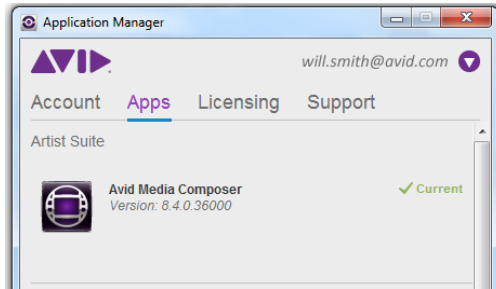 Application Manager
AVID.
will.smith@avid.com
Account Apps Licensing Support
Artist Suite
Avid Media Composer
Version: 8.4.0.36000
Current